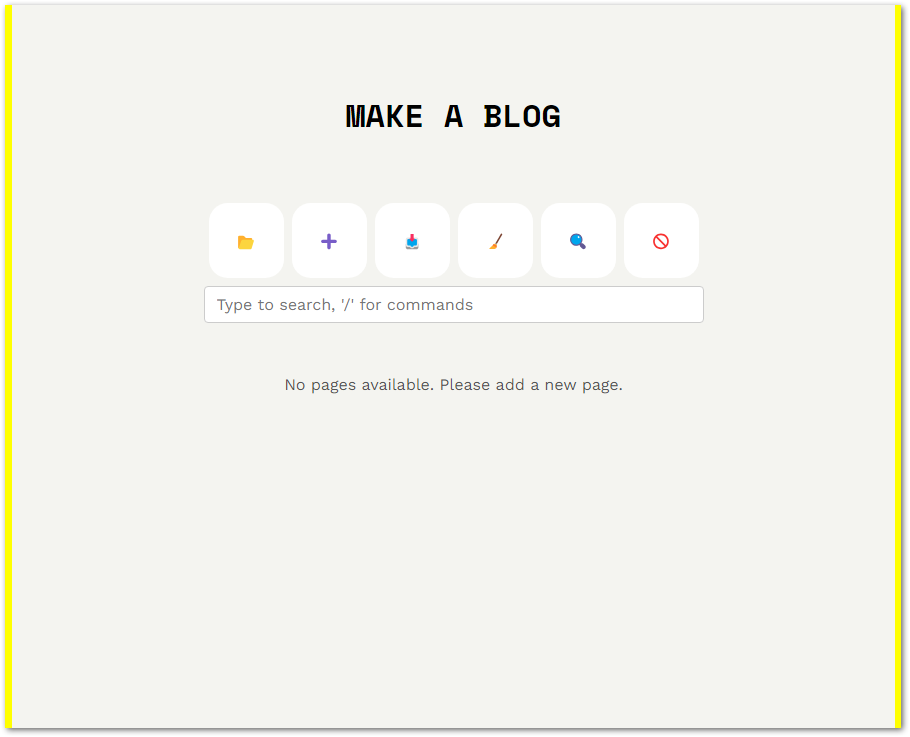 MAKE A BLOG
Type to search, '/' for commands
No pages available. Please add a new page.